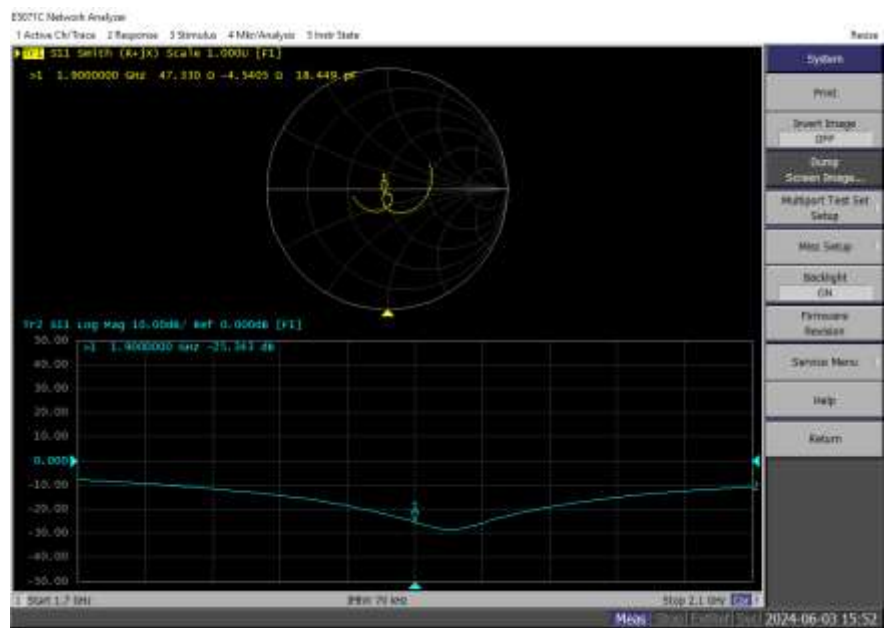 E5071C Network Analyzer
1 Active Ch/Trace 2 Response 3 Stimulus 4 Mkr/Analysis 5 Instr State
Resize
Tr1 S11 Smith (R+jX) Scale 1.000U [F1]
>1 1.9000000 GHz 47.330 Ω -4.5405 Ω 18.449 pF
Tr2 S11 Log Mag 10.00dB/ Ref 0.000dB [F1]
50.00
>1 1.9000000 GHz -25.363 dB
40.00
30.00
20.00
10.00
0.000
-10.00
-20.00
-30.00
-40.00
-50.00
1
1 Start 1.7 GHz
IFBW 70 kHz
Stop 2.1 GHz Cor
System
Print
Invert Image
OFF
Dump
Screen Image...
Multiport Test Set
Setup
Misc Setup
Backlight
ON
Firmware
Revision
Service Menu
Help
Return
Meas Stop ExtRef Svc 2024-06-03 15:52